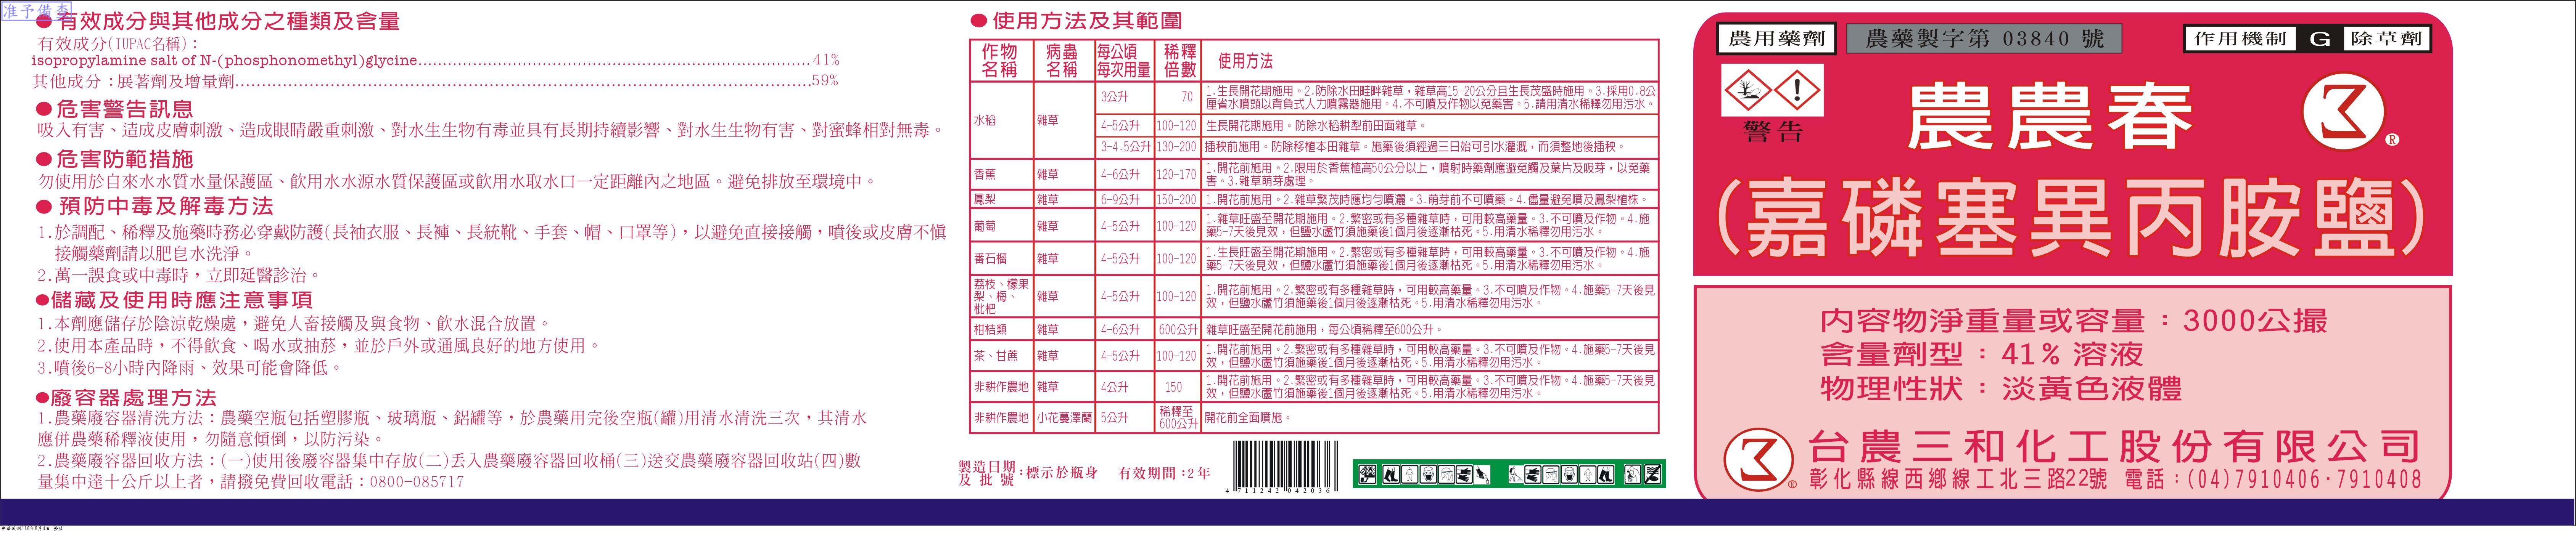 准予備查
●有效成分與其他成分之種類及含量
有效成分(IUPAC名稱)：
isopropylamine salt of N-(phosphonomethyl)glycine……41%
其他成分：展著劑及增量劑……59%
●危害警告訊息
吸入有害、造成皮膚刺激、造成眼睛嚴重刺激、對水生生物有毒並具有長期持續影響、對水生生物有害、對蜜蜂相對無毒。
●危害防範措施
勿使用於自來水水質水量保護區、飲用水水源水質保護區或飲用水取水口一定距離內之地區。避免排放至環境中。
●預防中毒及解毒方法
1.於調配、稀釋及施藥時務必穿戴防護(長袖衣服、長褲、長統靴、手套、帽、口罩等)，以避免直接接觸，噴後或皮膚不慎
接觸藥劑請以肥皂水洗淨。
2.萬一誤食或中毒時，立即延醫診治。
●儲藏及使用時應注意事項
1.本劑應儲存於陰涼乾燥處，避免人畜接觸及與食物、飲水混合放置。
2.使用本產品時，不得飲食、喝水或抽菸，並於戶外或通風良好的地方使用。
3.噴後6-8小時內降雨、效果可能會降低。
●廢容器處理方法
1.農藥廢容器清洗方法：農藥空瓶包括塑膠瓶、玻璃瓶、鋁罐等，於農藥用完後空瓶(罐)用清水清洗三次，其清水
應併農藥稀釋液使用，勿隨意傾倒，以防污染。
2.農藥廢容器回收方法：(一)使用後廢容器集中存放(二)丟入農藥廢容器回收桶(三)送交農藥廢容器回收站(四)數
量集中達十公斤以上者，請撥免費回收電話：0800-085717
●使用方法及其範圍
作物名稱 病蟲名稱 每公頃每次用量 稀釋倍數 使用方法
水稻 雜草 3公升 70 1.生長開花期施用。2.防除水田畦畔雜草，雜草高15-20公分且生長茂盛時施用。3.採用0.8公
厘省水噴頭以背負式人力噴霧器施用。4.不可噴及作物以免藥害。5.請用清水稀釋勿用污水。
4-5公升 100-120 生長開花期施用。防除水稻耕犁前田面雜草。
3-4.5公升 130-200 插秧前施用。防除移植本田雜草。施藥後須經過三日始可引水灌溉，而須整地後插秧。
香蕉 雜草 4-6公升 120-170 1.開花前施用。2.限用於香蕉植高50公分以上，噴射時藥劑應避免觸及葉片及吸芽，以免藥
害。3.雜草萌芽處理。
鳳梨 雜草 6-9公升 150-200 1.開花前施用。2.雜草繁茂時應均勻噴灑。3.萌芽前不可噴藥。4.儘量避免噴及鳳梨植株。
葡萄 雜草 4-5公升 100-120 1.雜草旺盛至開花期施用。2.繁密或有多種雜草時，可用較高藥量。3.不可噴及作物。4.施
藥5-7天後見效，但鹽水蘆竹須施藥後1個月後逐漸枯死。5.用清水稀釋勿用污水。
番石榴 雜草 4-5公升 100-120 1.生長旺盛至開花期施用。2.繁密或有多種雜草時，可用較高藥量。3.不可噴及作物。4.施
藥5-7天後見效，但鹽水蘆竹須施藥後1個月後逐漸枯死。5.用清水稀釋勿用污水。
荔枝、檬果
梨、梅、
枇杷 雜草 4-5公升 100-120 1.開花前施用。2.繁密或有多種雜草時，可用較高藥量。3.不可噴及作物。4.施藥5-7天後見
效，但鹽水蘆竹須施藥後1個月後逐漸枯死。5.用清水稀釋勿用污水。
柑桔類 雜草 4-6公升 600公升 雜草旺盛至開花前施用，每公頃稀釋至600公升。
茶、甘蔗 雜草 4-5公升 100-120 1.開花前施用。2.繁密或有多種雜草時，可用較高藥量。3.不可噴及作物。4.施藥5-7天後見
效，但鹽水蘆竹須施藥後1個月後逐漸枯死。5.用清水稀釋勿用污水。
非耕作農地 雜草 4公升 150 1.開花前施用。2.繁密或有多種雜草時，可用較高藥量。3.不可噴及作物。4.施藥5-7天後見
效，但鹽水蘆竹須施藥後1個月後逐漸枯死。5.用清水稀釋勿用污水。
非耕作農地 小花蔓澤蘭 5公升 稀釋至600公升 開花前全面噴施。
製造日期及批號：標示於瓶身 有效期間：2年
4 711242 042036
農用藥劑
農藥製字第 03840 號
作用機制 G 除草劑
警告
農農春
®
(嘉磷塞異丙胺鹽)
內容物淨重量或容量：3000公撮
含量劑型：41% 溶液
物理性狀：淡黃色液體
®
台農三和化工股份有限公司
彰化縣線西鄉線工北三路22號 電話：(04)7910406·7910408